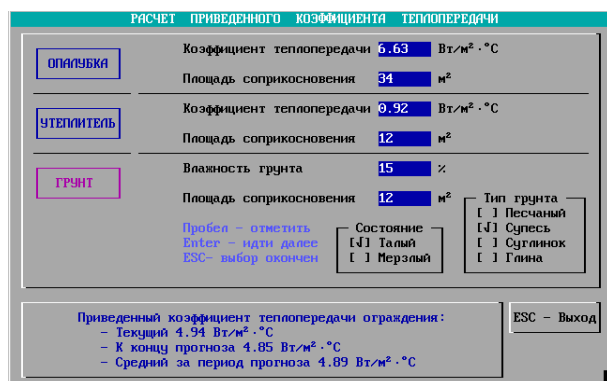 РАСЧЕТ ПРИВЕДЕННОГО КОЭФФИЦИЕНТА ТЕПЛОПЕРЕДАЧИ
ОПАЛУБКА
Коэффициент теплопередачи 6.63 Вт/м²·°С
Площадь соприкосновения 34 м²
УТЕПЛИТЕЛЬ
Коэффициент теплопередачи 0.92 Вт/м²·°С
Площадь соприкосновения 12 м²
ГРУНТ
Влажность грунта 15 %
Площадь соприкосновения 12 м²
Пробел - отметить
Enter - идти далее
ESC- выбор окончен
Состояние
[√] Талый
[ ] Мерзлый
Тип грунта
[ ] Песчаный
[√] Супесь
[ ] Суглинок
[ ] Глина
Приведенный коэффициент теплопередачи ограждения:
- Текущий 4.94 Вт/м²·°С
- К концу прогноза 4.85 Вт/м²·°С
- Средний за период прогноза 4.89 Вт/м²·°С
ESC - Выход